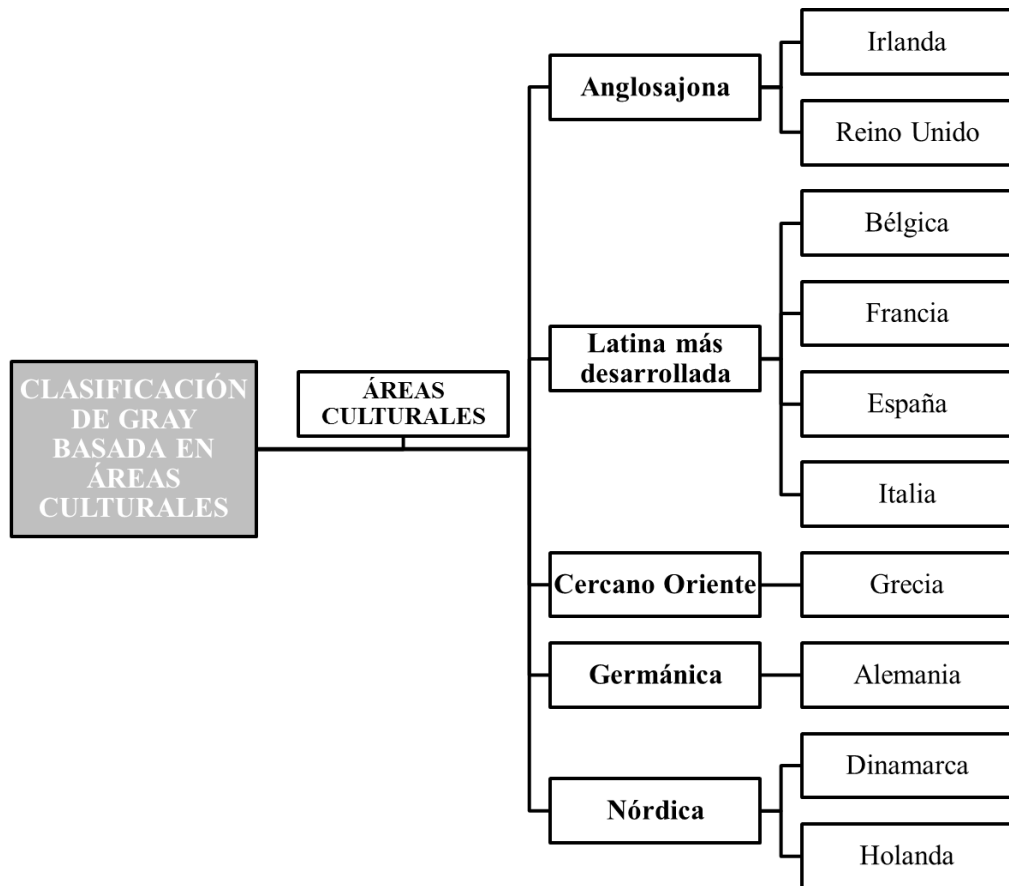 CLASIFICACIÓN
DE GRAY
BASADA EN
ÁREAS
CULTURALES
ÁREAS
CULTURALES
Anglosajona
Irlanda
Reino Unido
Latina más
desarrollada
Bélgica
Francia
España
Italia
Cercano Oriente
Grecia
Germánica
Alemania
Nórdica
Dinamarca
Holanda